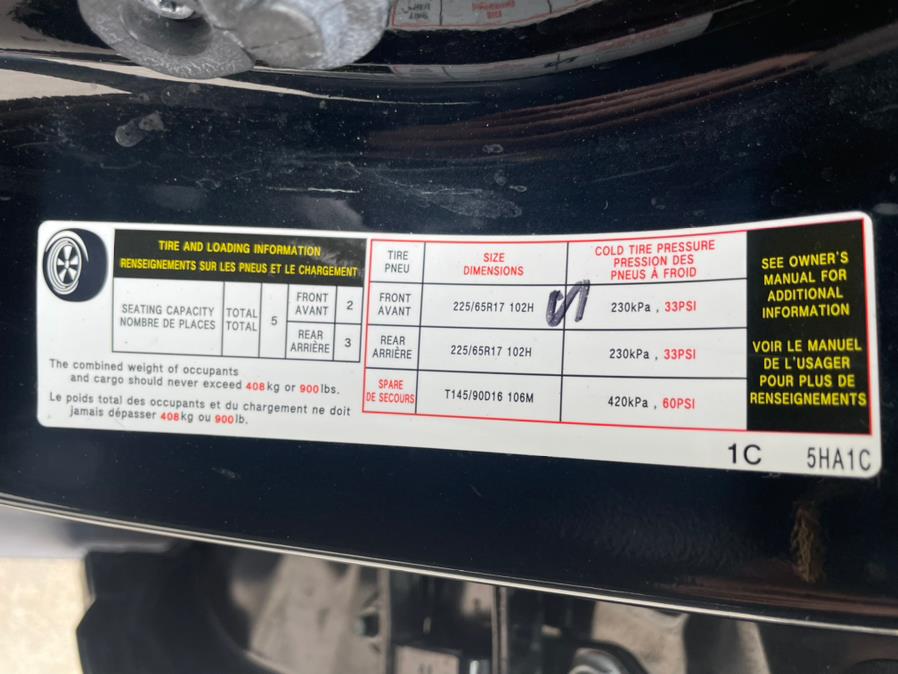 TIRE AND LOADING INFORMATION
RENSEIGNEMENTS SUR LES PNEUS ET LE CHARGEMENT
SEATING CAPACITY
NOMBRE DE PLACES
TOTAL
TOTAL
5
FRONT
AVANT
2
REAR
ARRIÈRE
3
The combined weight of occupants
and cargo should never exceed 408kg or 900lbs.
Le poids total des occupants et du chargement ne doit
jamais dépasser 408kg ou 900lb.
TIRE
PNEU
SIZE
DIMENSIONS
COLD TIRE PRESSURE
PRESSION DES
PNEUS À FROID
FRONT
AVANT
225/65R17 102H
230kPa , 33PSI
REAR
ARRIÈRE
225/65R17 102H
230kPa , 33PSI
SPARE
DE SECOURS
T145/90D16 106M
420kPa , 60PSI
SEE OWNER'S
MANUAL FOR
ADDITIONAL
INFORMATION
VOIR LE MANUEL
DE L'USAGER
POUR PLUS DE
RENSEIGNEMENTS
1C 5HA1C